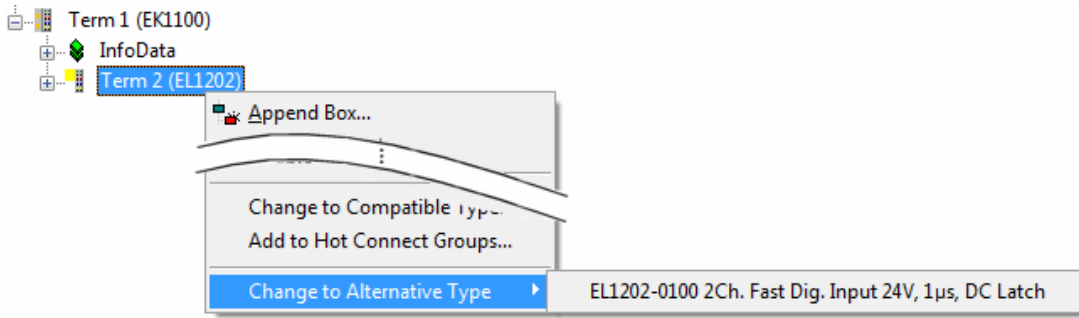 Term 1 (EK1100)
InfoData
Term 2 (EL1202)
Append Box...
Change to Compatible
Add to Hot Connect Groups...
Change to Alternative Type
EL1202-0100 2Ch. Fast Dig. Input 24V, 1µs, DC Latch